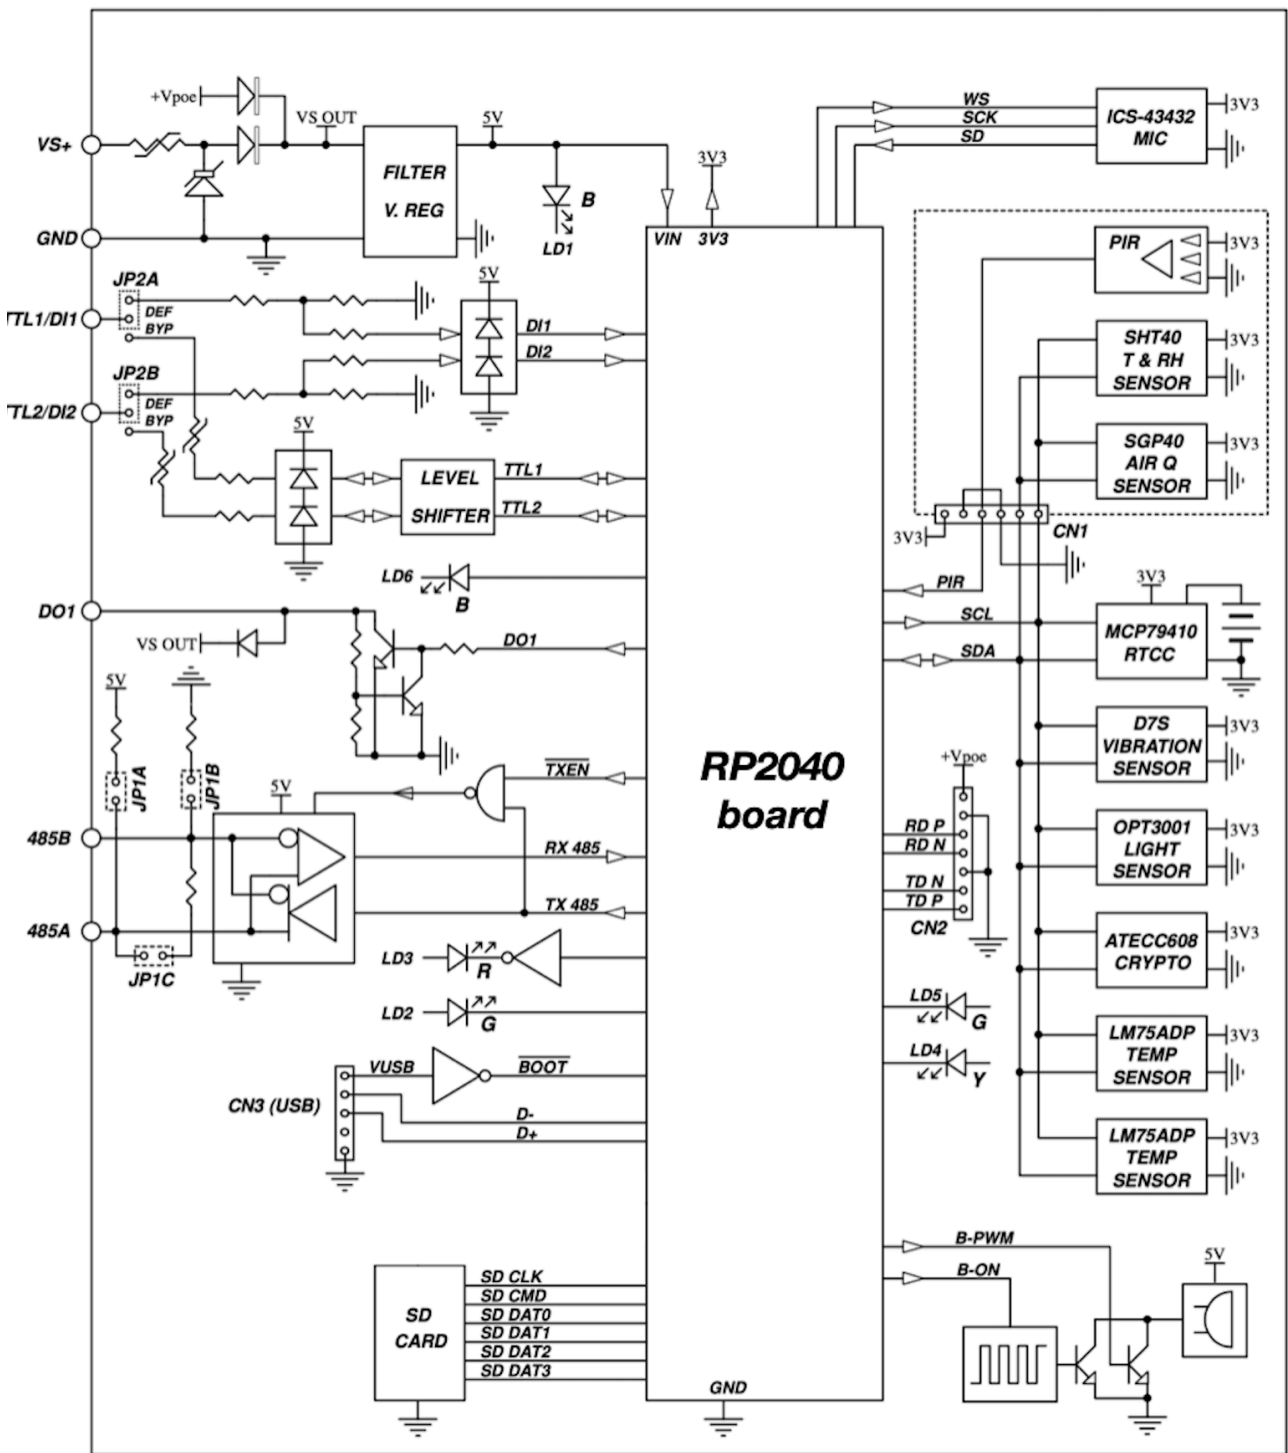 +Vpoe
VS+
VS OUT
5V
FILTER
V. REG
GND
B
LD1
3V3
VIN
3V3
WS
SCK
SD
ICS-43432
MIC
3V3
PIR
3V3
SHT40
T & RH
SENSOR
3V3
SGP40
AIR Q
SENSOR
3V3
3V3
CN1
JP2A
TTL1/DI1
DEF
BYP
JP2B
TTL2/DI2
DEF
BYP
5V
DI1
DI2
5V
LEVEL
SHIFTER
TTL1
TTL2
LD6
B
DO1
VS OUT
DO1
PIR
SCL
SDA
3V3
MCP79410
RTCC
5V
JP1A
JP1B
5V
TXEN
485B
RX 485
485A
TX 485
JP1C
RP2040
board
+Vpoe
RD P
RD N
TD N
TD P
CN2
D7S
VIBRATION
SENSOR
3V3
OPT3001
LIGHT
SENSOR
3V3
ATECC608
CRYPTO
3V3
LM75ADP
TEMP
SENSOR
3V3
LM75ADP
TEMP
SENSOR
3V3
LD3
R
LD2
G
LD5
G
LD4
Y
VUSB
BOOT
CN3 (USB)
D-
D+
SD
CARD
SD CLK
SD CMD
SD DAT0
SD DAT1
SD DAT2
SD DAT3
GND
B-PWM
B-ON
5V